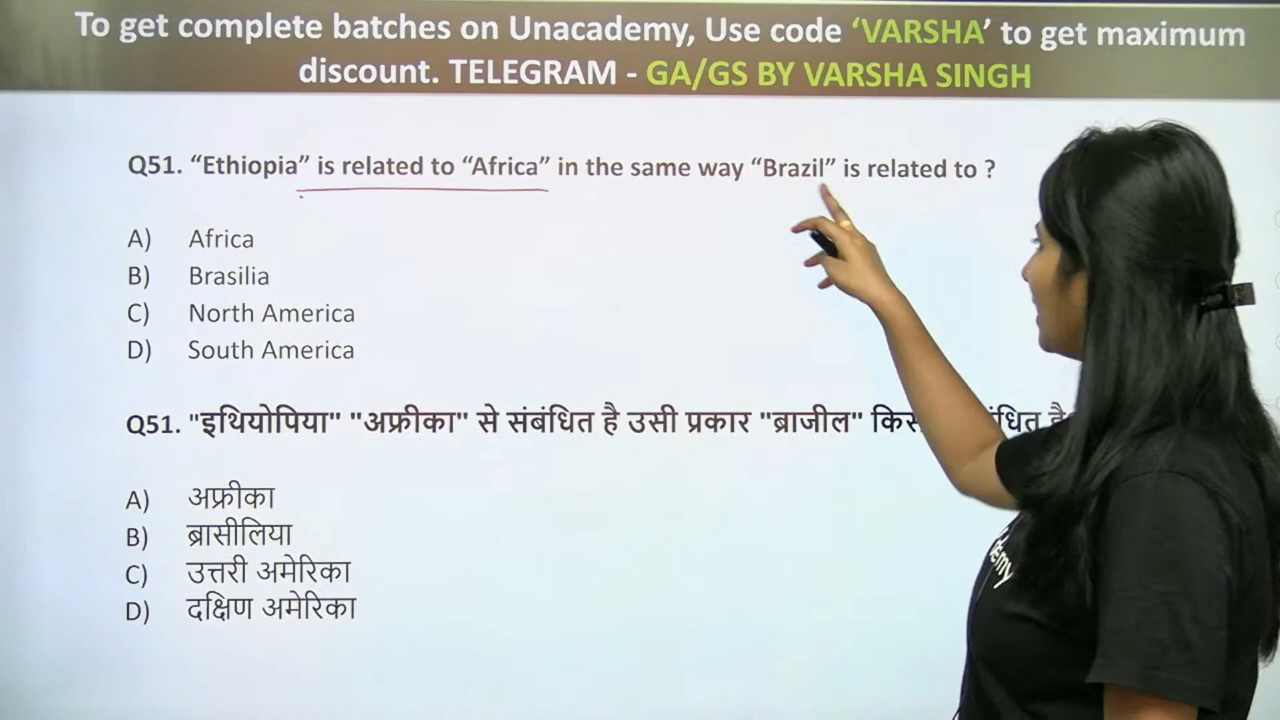 To get complete batches on Unacademy, Use code ‘VARSHA’ to get maximum
discount. TELEGRAM - GA/GS BY VARSHA SINGH
Q51. “Ethiopia” is related to “Africa” in the same way “Brazil” is related to ?
A) Africa
B) Brasilia
C) North America
D) South America
Q51. "इथियोपिया" "अफ्रीका" से संबंधित है उसी प्रकार "ब्राजील"
A) अफ्रीका
B) ब्रासीलिया
C) उत्तरी अमेरिका
D) दक्षिण अमेरिका